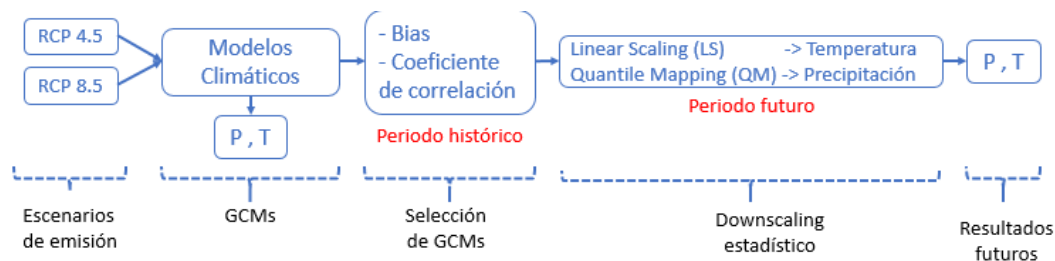 RCP 4.5
RCP 8.5
Modelos
Climáticos
P , T
- Bias
- Coeficiente
de correlación
Periodo histórico
Linear Scaling (LS) -> Temperatura
Quantile Mapping (QM) -> Precipitación
Periodo futuro
P , T
Escenarios
de emisión
GCMs
Selección
de GCMs
Downscaling
estadístico
Resultados
futuros